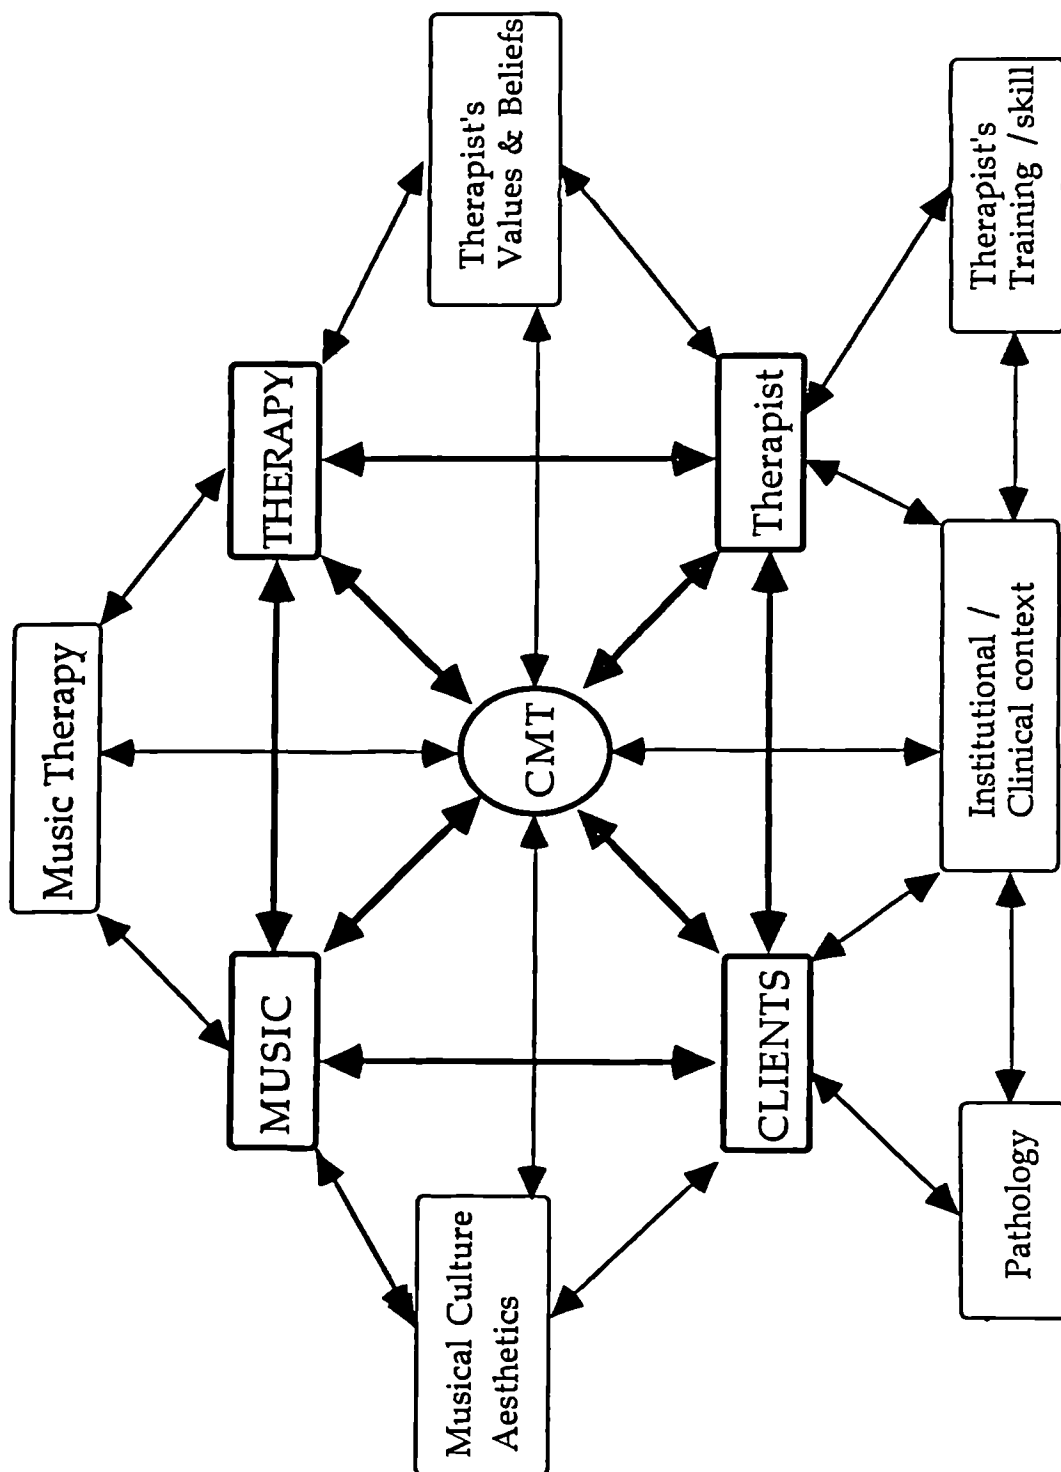 Music Therapy
MUSIC
THERAPY
Musical Culture
Aesthetics
CMT
Therapist's
Values & Beliefs
CLIENTS
Therapist
Pathology
Institutional /
Clinical context
Therapist's
Training / skill